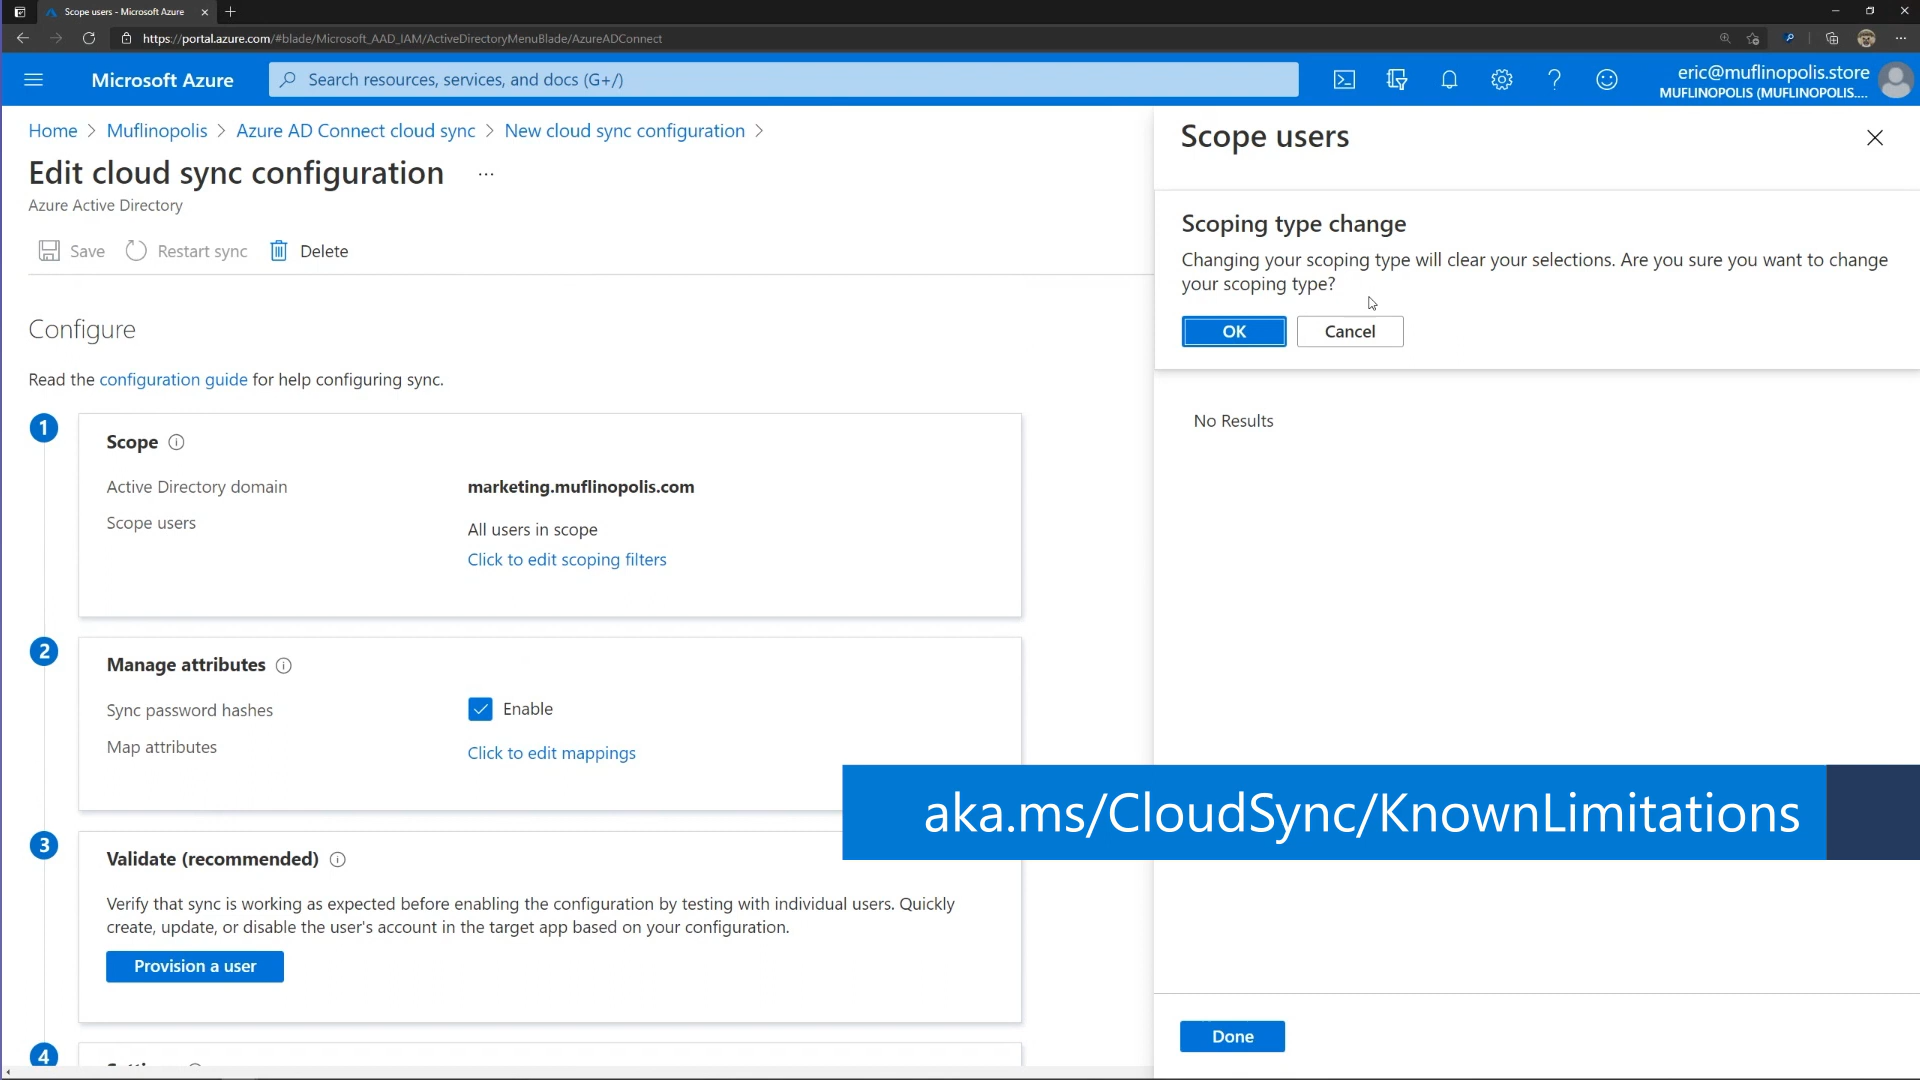 Scope users - Microsoft Azure
https://portal.azure.com/#blade/Microsoft_AAD_IAM/ActiveDirectoryMenuBlade/AzureADConnect
Microsoft Azure
Search resources, services, and docs (G+/)
eric@muflinopolis.store
MUFLINOPOLIS (MUFLINOPOLIS....
Home > Muflinopolis > Azure AD Connect cloud sync > New cloud sync configuration >
Edit cloud sync configuration ...
Azure Active Directory
Save Restart sync Delete
Configure
Read the configuration guide for help configuring sync.
1
Scope
Active Directory domain marketing.muflinopolis.com
Scope users All users in scope
Click to edit scoping filters
2
Manage attributes
Sync password hashes Enable
Map attributes Click to edit mappings
3
Validate (recommended)
Verify that sync is working as expected before enabling the configuration by testing with individual users. Quickly
create, update, or disable the user's account in the target app based on your configuration.
Provision a user
4
Scope users
Scoping type change
Changing your scoping type will clear your selections. Are you sure you want to change
your scoping type?
OK Cancel
No Results
aka.ms/CloudSync/KnownLimitations
Done